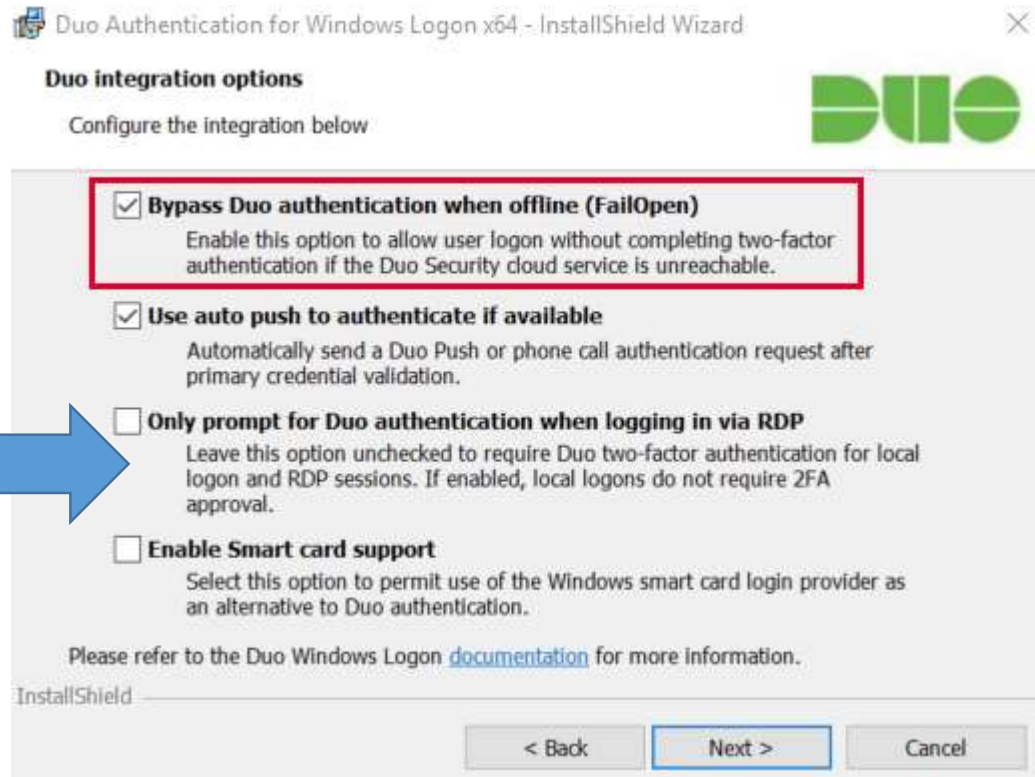 Duo Authentication for Windows Logon x64 - InstallShield Wizard
Duo integration options
Configure the integration below
DUO
Bypass Duo authentication when offline (FailOpen)
Enable this option to allow user logon without completing two-factor
authentication if the Duo Security cloud service is unreachable.
Use auto push to authenticate if available
Automatically send a Duo Push or phone call authentication request after
primary credential validation.
Only prompt for Duo authentication when logging in via RDP
Leave this option unchecked to require Duo two-factor authentication for local
logon and RDP sessions. If enabled, local logons do not require 2FA
approval.
Enable Smart card support
Select this option to permit use of the Windows smart card login provider as
an alternative to Duo authentication.
Please refer to the Duo Windows Logon documentation for more information.
InstallShield
< Back
Next >
Cancel